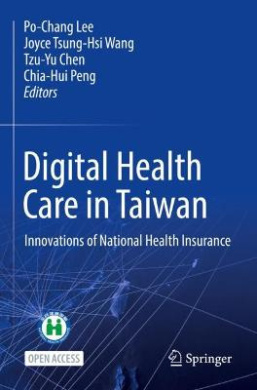 Po-Chang Lee
Joyce Tsung-Hsi Wang
Tzu-Yu Chen
Chia-Hui Peng
Editors
Digital Health
Care in Taiwan
Innovations of National Health Insurance
OPEN ACCESS
Springer